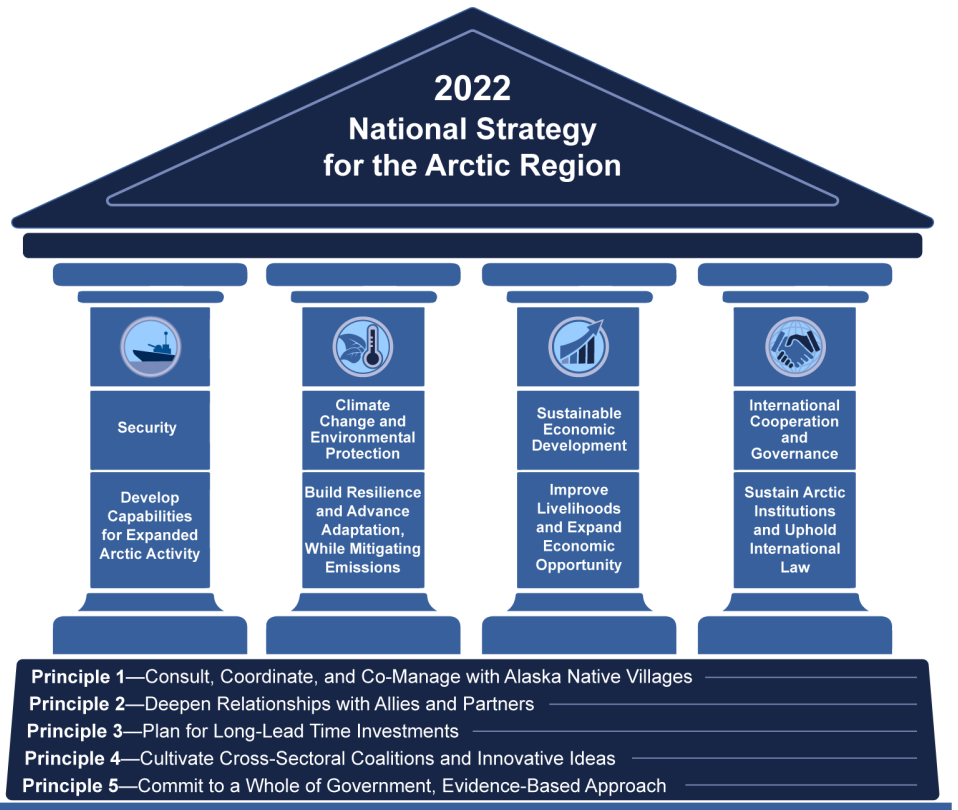 2022
National Strategy
for the Arctic Region
Security
Develop
Capabilities
for Expanded
Arctic Activity
Climate
Change and
Environmental
Protection
Build Resilience
and Advance
Adaptation,
While Mitigating
Emissions
Sustainable
Economic
Development
Improve
Livelihoods
and Expand
Economic
Opportunity
International
Cooperation
and
Governance
Sustain Arctic
Institutions
and Uphold
International
Law
Principle 1—Consult, Coordinate, and Co-Manage with Alaska Native Villages
Principle 2—Deepen Relationships with Allies and Partners
Principle 3—Plan for Long-Lead Time Investments
Principle 4—Cultivate Cross-Sectoral Coalitions and Innovative Ideas
Principle 5—Commit to a Whole of Government, Evidence-Based Approach